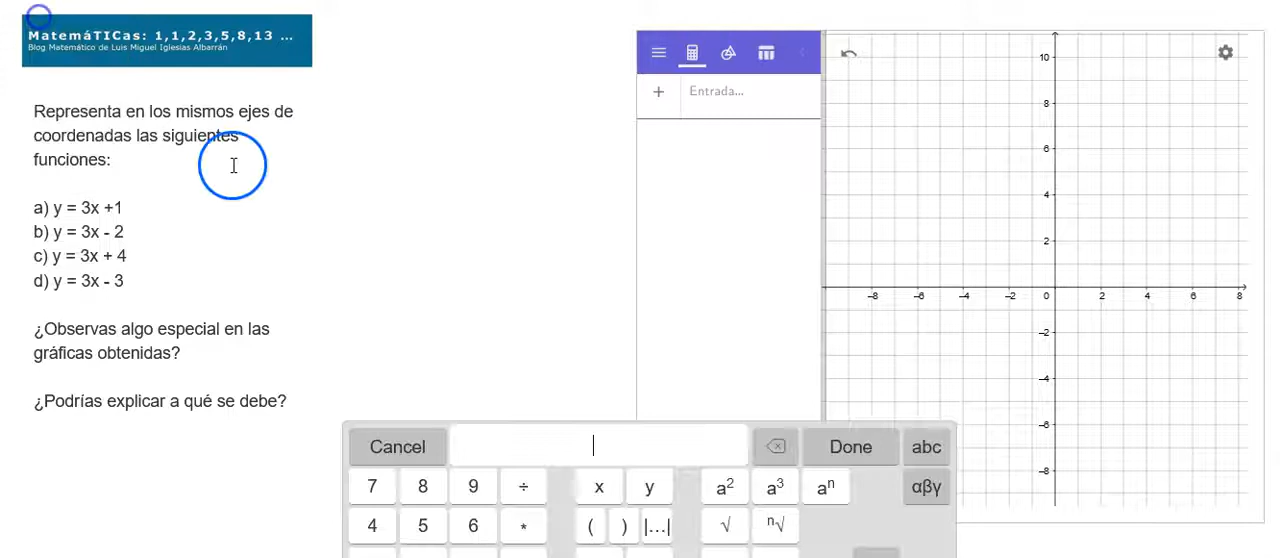 MatemáTICas: 1,1,2,3,5,8,13 ...
Blog Matemático de Luis Miguel Iglesias Albarrán
Representa en los mismos ejes de
coordenadas las siguientes
funciones:
a) y = 3x +1
b) y = 3x - 2
c) y = 3x + 4
d) y = 3x - 3
¿Observas algo especial en las
gráficas obtenidas?
¿Podrías explicar a qué se debe?
+ Entrada...
10
8
6
4
2
–8 –6 –4 –2 0 2 4 6 8
–2
–4
–6
–8
Cancel Done abc
7 8 9 ÷ x y a² a³ aⁿ αβγ
4 5 6 * ( ) |...| √ ⁿ√